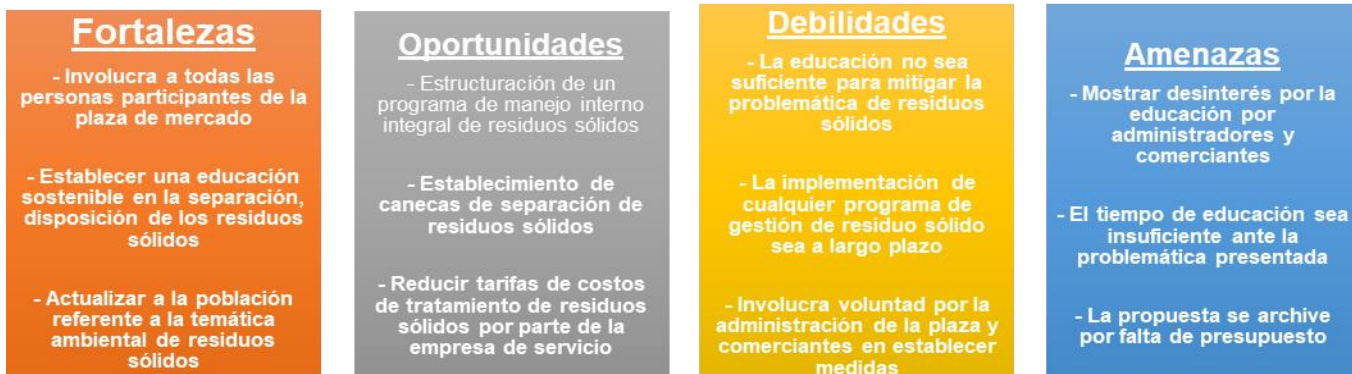 Fortalezas
- Involucra a todas las
personas participantes de la
plaza de mercado
- Establecer una educación
sostenible en la separación,
disposición de los residuos
sólidos
- Actualizar a la población
referente a la temática
ambiental de residuos
sólidos
Oportunidades
- Estructuración de un
programa de manejo interno
integral de residuos sólidos
- Establecimiento de
canecas de separación de
residuos sólidos
- Reducir tarifas de costos
de tratamiento de residuos
sólidos por parte de la
empresa de servicio
Debilidades
- La educación no sea
suficiente para mitigar la
problemática de residuos
sólidos
- La implementación de
cualquier programa de
gestión de residuo sólido
sea a largo plazo
- Involucra voluntad por la
administración de la plaza y
comerciantes en establecer
medidas
Amenazas
- Mostrar desinterés por la
educación por
administradores y
comerciantes
- El tiempo de educación sea
insuficiente ante la
problemática presentada
- La propuesta se archive
por falta de presupuesto